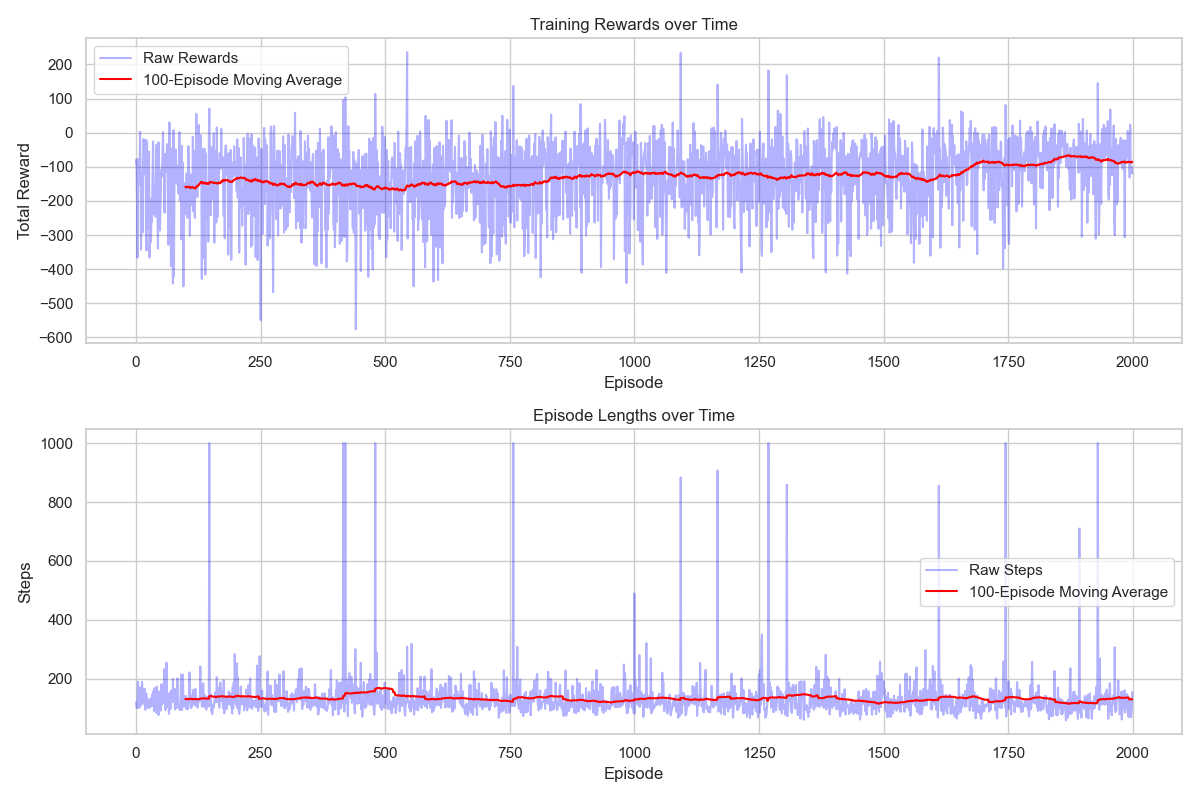 Training Rewards over Time
Total Reward
200
100
0
−100
−200
−300
−400
−500
−600
Raw Rewards
100-Episode Moving Average
0 250 500 750 1000 1250 1500 1750 2000
Episode
Episode Lengths over Time
Steps
1000
800
600
400
200
Raw Steps
100-Episode Moving Average
0 250 500 750 1000 1250 1500 1750 2000
Episode